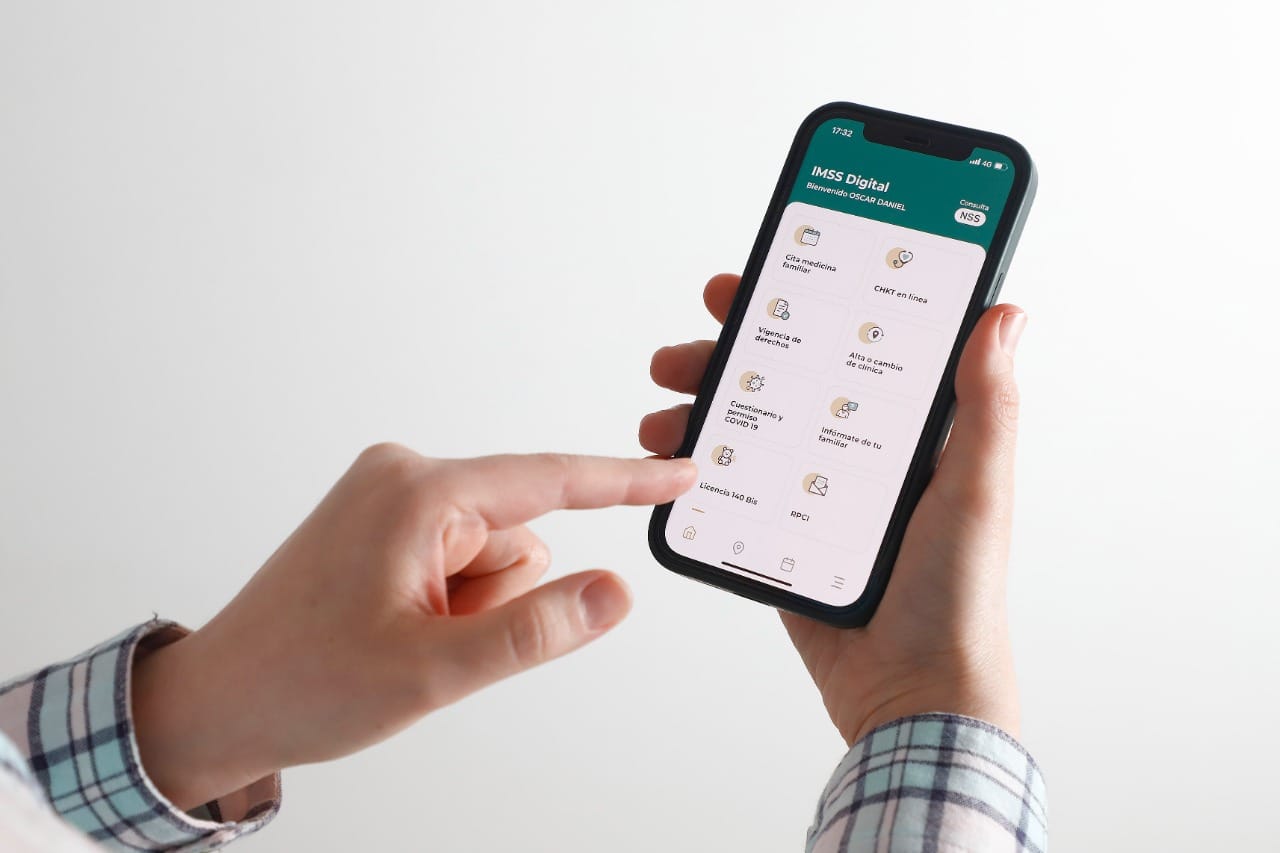 17:32
4G
IMSS Digital
Bienvenido OSCAR DANIEL
Consulta
NSS
Cita medicina
familiar
CHKT en línea
Vigencia de
derechos
Alta o cambio
de clínica
Cuestionario y
permiso
COVID 19
Infórmate de tu
familiar
Licencia 140 Bis
RPCI